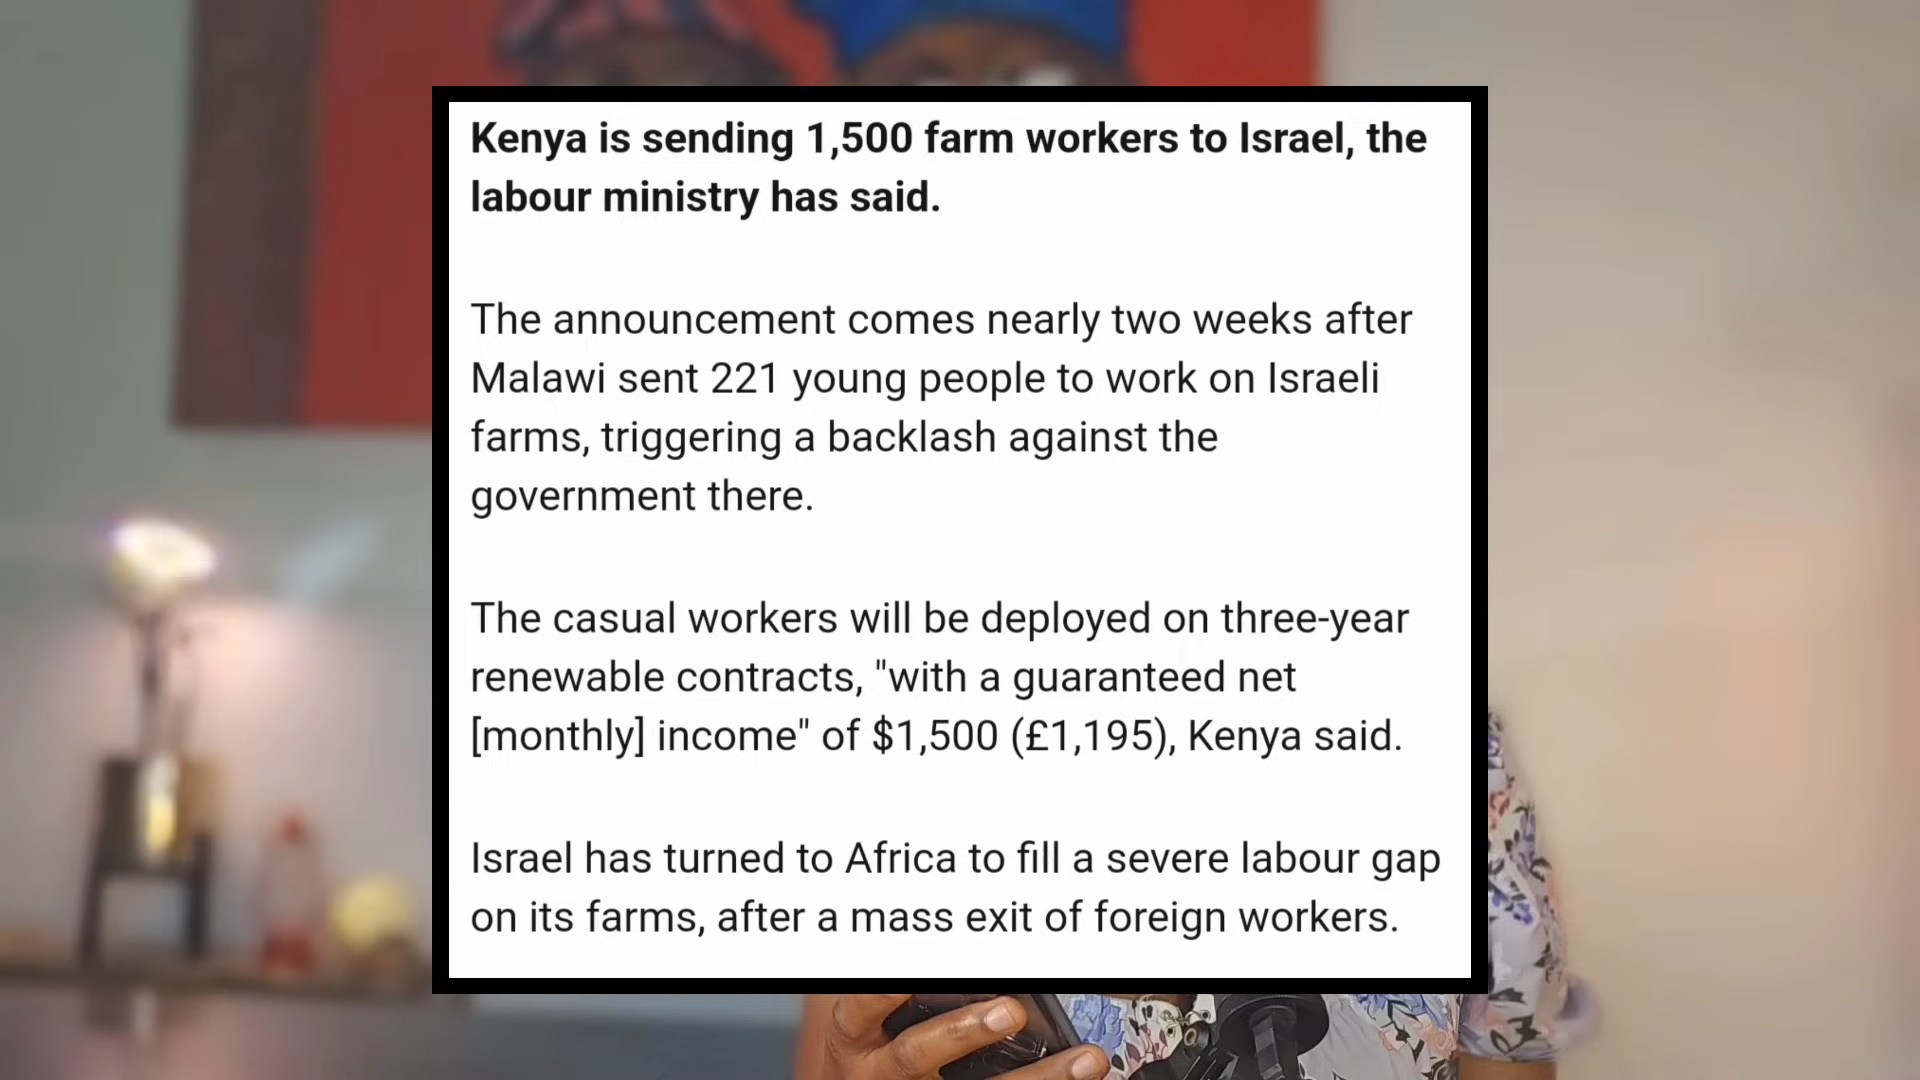 Kenya is sending 1,500 farm workers to Israel, the
labour ministry has said.
The announcement comes nearly two weeks after
Malawi sent 221 young people to work on Israeli
farms, triggering a backlash against the
government there.
The casual workers will be deployed on three-year
renewable contracts, "with a guaranteed net
[monthly] income" of $1,500 (£1,195), Kenya said.
Israel has turned to Africa to fill a severe labour gap
on its farms, after a mass exit of foreign workers.